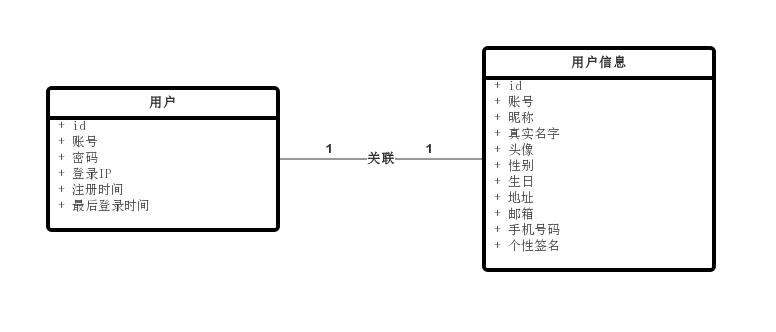 用户
+ id
+ 账号
+ 密码
+ 登录IP
+ 注册时间
+ 最后登录时间
1
关联
1
用户信息
+ id
+ 账号
+ 昵称
+ 真实名字
+ 头像
+ 性别
+ 生日
+ 地址
+ 邮箱
+ 手机号码
+ 个性签名